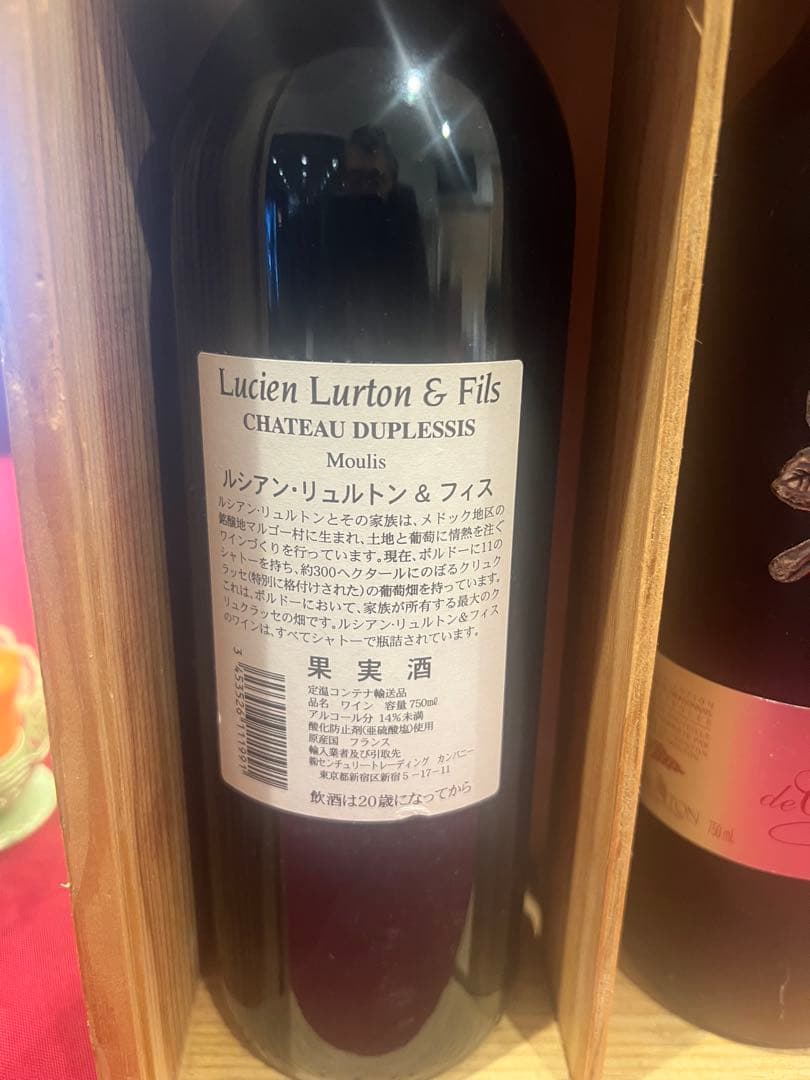 Lucien Lurton & Fils
CHATEAU DUPLESSIS
Moulis
ルシアン・リュルトン & フィス
ルシアン・リュルトンとその家族は、メドック地区の
銘醸地マルゴー村に生まれ、土地と葡萄に情熱を注ぐ
ワインづくりを行っています。現在、ボルドーに11の
シャトーを持ち、約300ヘクタールにのぼるクリュク
ラッセ(特別に格付けされた)の葡萄畑を持っています。
これは、ボルドーにおいて、家族が所有する最大のク
リュクラッセの畑です。ルシアン・リュルトン&フィス
のワインは、すべてシャトーで瓶詰されています。
果実酒
定温コンテナ輸送品
品名 ワイン 容量750㎖
アルコール分 14%未満
酸化防止剤(亜硫酸塩)使用
原産国 フランス
輸入業者及び引取先
㈱センチュリートレーディング カンパニー
東京都新宿区新宿5-17-11
飲酒は20歳になってから
3 453526 111991
de
750 mL